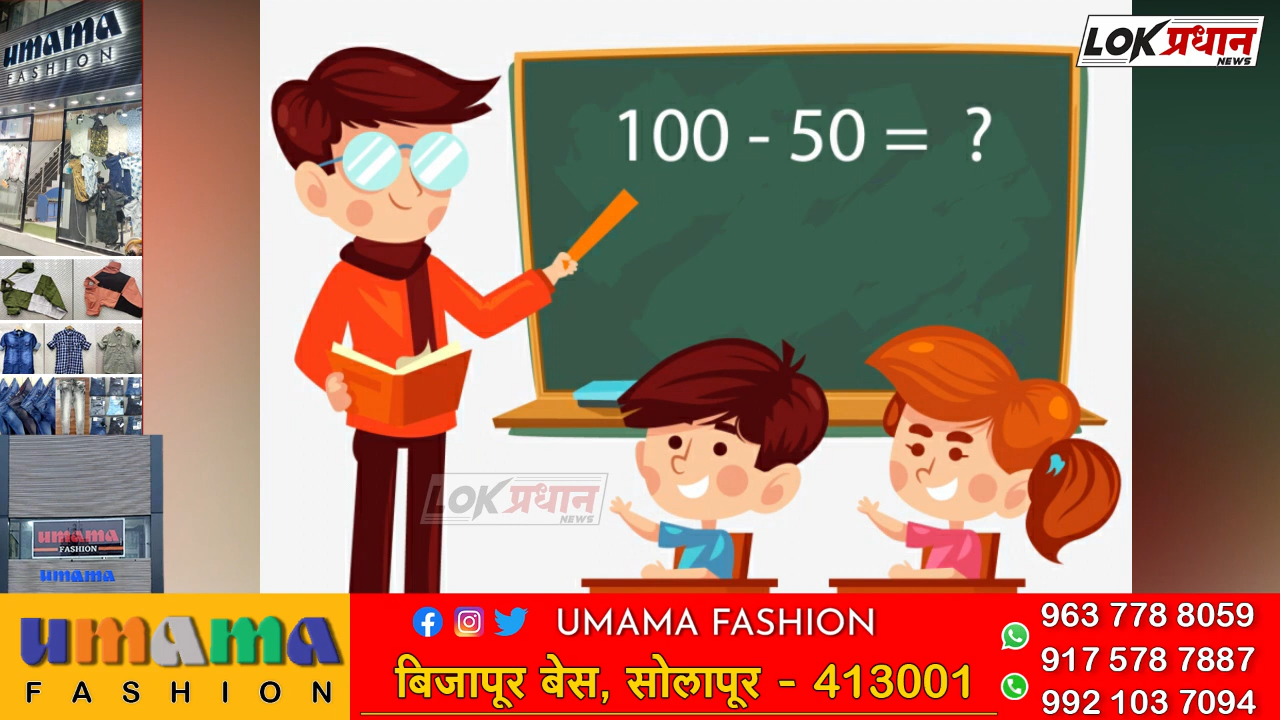 umama
FASHION
LOK प्रधान
NEWS
100 - 50 = ?
LOK प्रधान
NEWS
umama
FASHION
umama
umama
FASHION
UMAMA FASHION
बिजापूर बेस, सोलापूर - 413001
963 778 8059
917 578 7887
992 103 7094